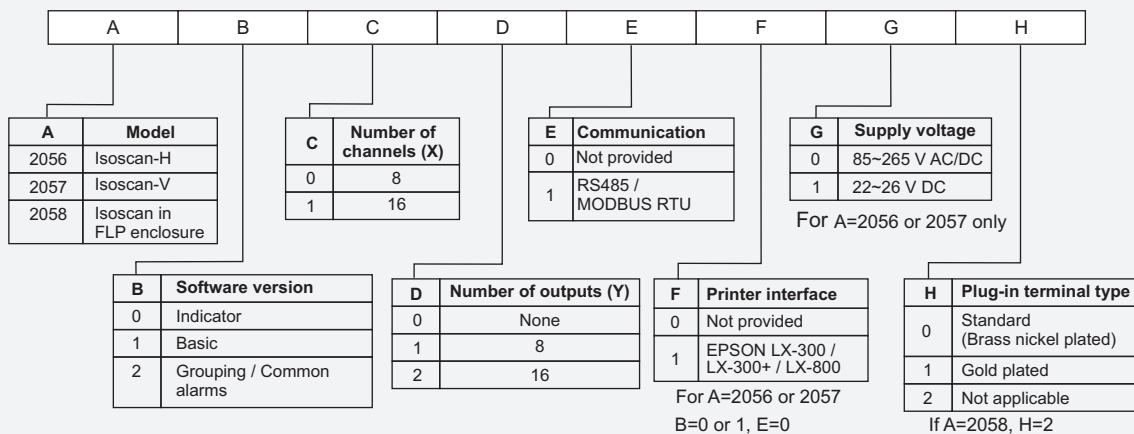 A B C D E F G H
A Model
2056 Isoscan-H
2057 Isoscan-V
2058 Isoscan in
FLP enclosure
C Number of
channels (X)
0 8
1 16
E Communication
0 Not provided
1 RS485 /
MODBUS RTU
G Supply voltage
0 85~265 V AC/DC
1 22~26 V DC
For A=2056 or 2057 only
B Software version
0 Indicator
1 Basic
2 Grouping / Common
alarms
D Number of outputs (Y)
0 None
1 8
2 16
F Printer interface
0 Not provided
1 EPSON LX-300 /
LX-300+ / LX-800
For A=2056 or 2057
B=0 or 1, E=0
H Plug-in terminal type
0 Standard
(Brass nickel plated)
1 Gold plated
2 Not applicable
If A=2058, H=2